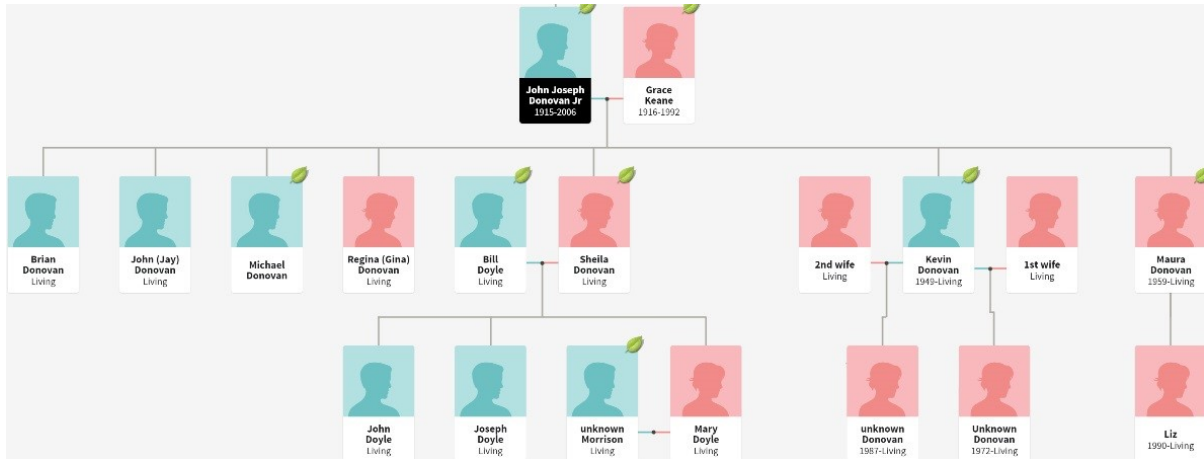 John Joseph
Donovan Jr
1915-2006
Grace
Keane
1916-1992
Brian
Donovan
Living
John (Jay)
Donovan
Living
Michael
Donovan
Regina (Gina)
Donovan
Living
Bill
Doyle
Living
Sheila
Donovan
Living
2nd wife
Living
Kevin
Donovan
1949-Living
1st wife
Living
Maura
Donovan
1959-Living
John
Doyle
Living
Joseph
Doyle
Living
unknown
Morrison
Living
Mary
Doyle
Living
unknown
Donovan
1987-Living
Unknown
Donovan
1972-Living
Liz
1990-Living